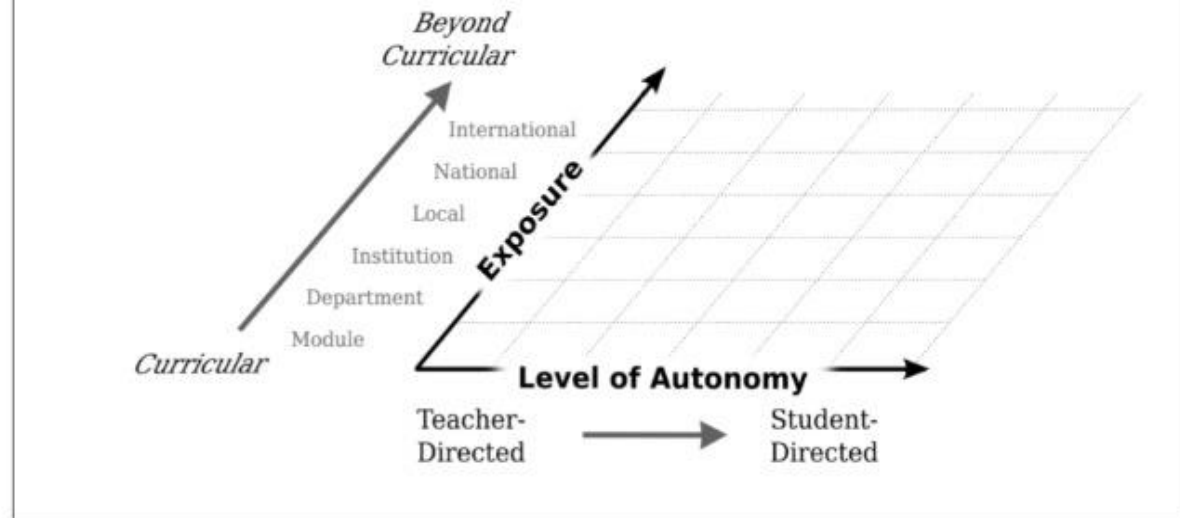 Beyond
Curricular
International
National
Local
Institution
Department
Module
Curricular
Exposure
Level of Autonomy
Teacher-
Directed
Student-
Directed